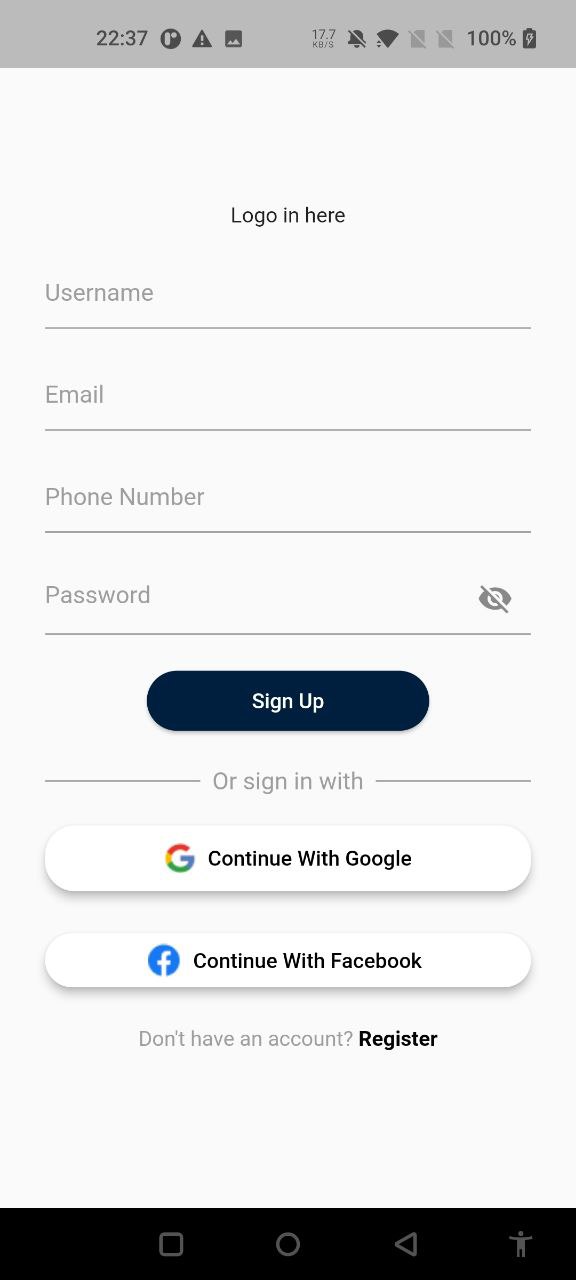 22:37 17.7 KB/S 100%
Logo in here
Username
Email
Phone Number
Password
Sign Up
Or sign in with
Continue With Google
Continue With Facebook
Don't have an account? Register